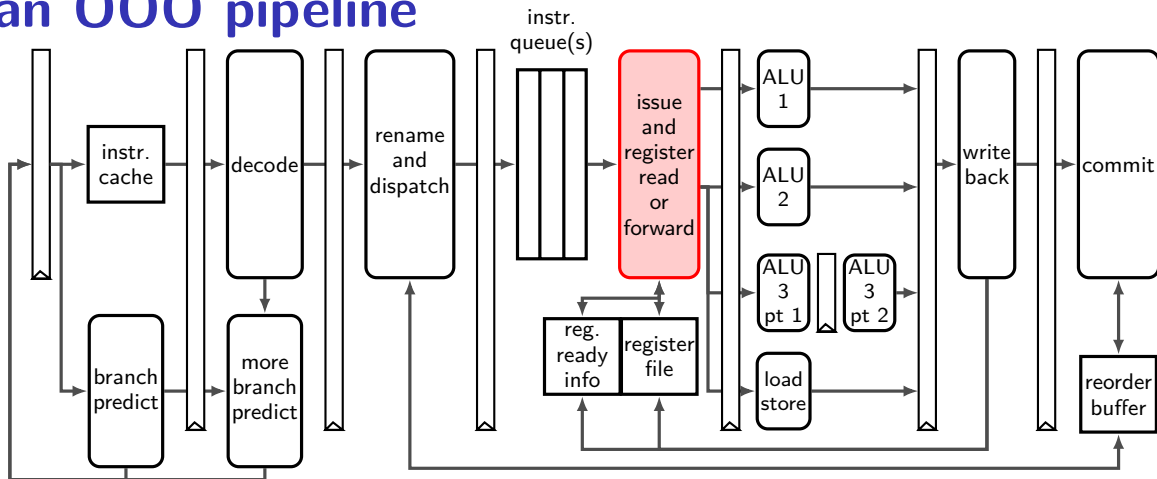 an OOO pipeline
instr.
queue(s)
instr.
cache
decode
rename
and
dispatch
issue
and
register
read
or
forward
ALU
1
ALU
2
ALU
3
pt 1
ALU
3
pt 2
load
store
write
back
commit
branch
predict
more
branch
predict
reg.
ready
info
register
file
reorder
buffer